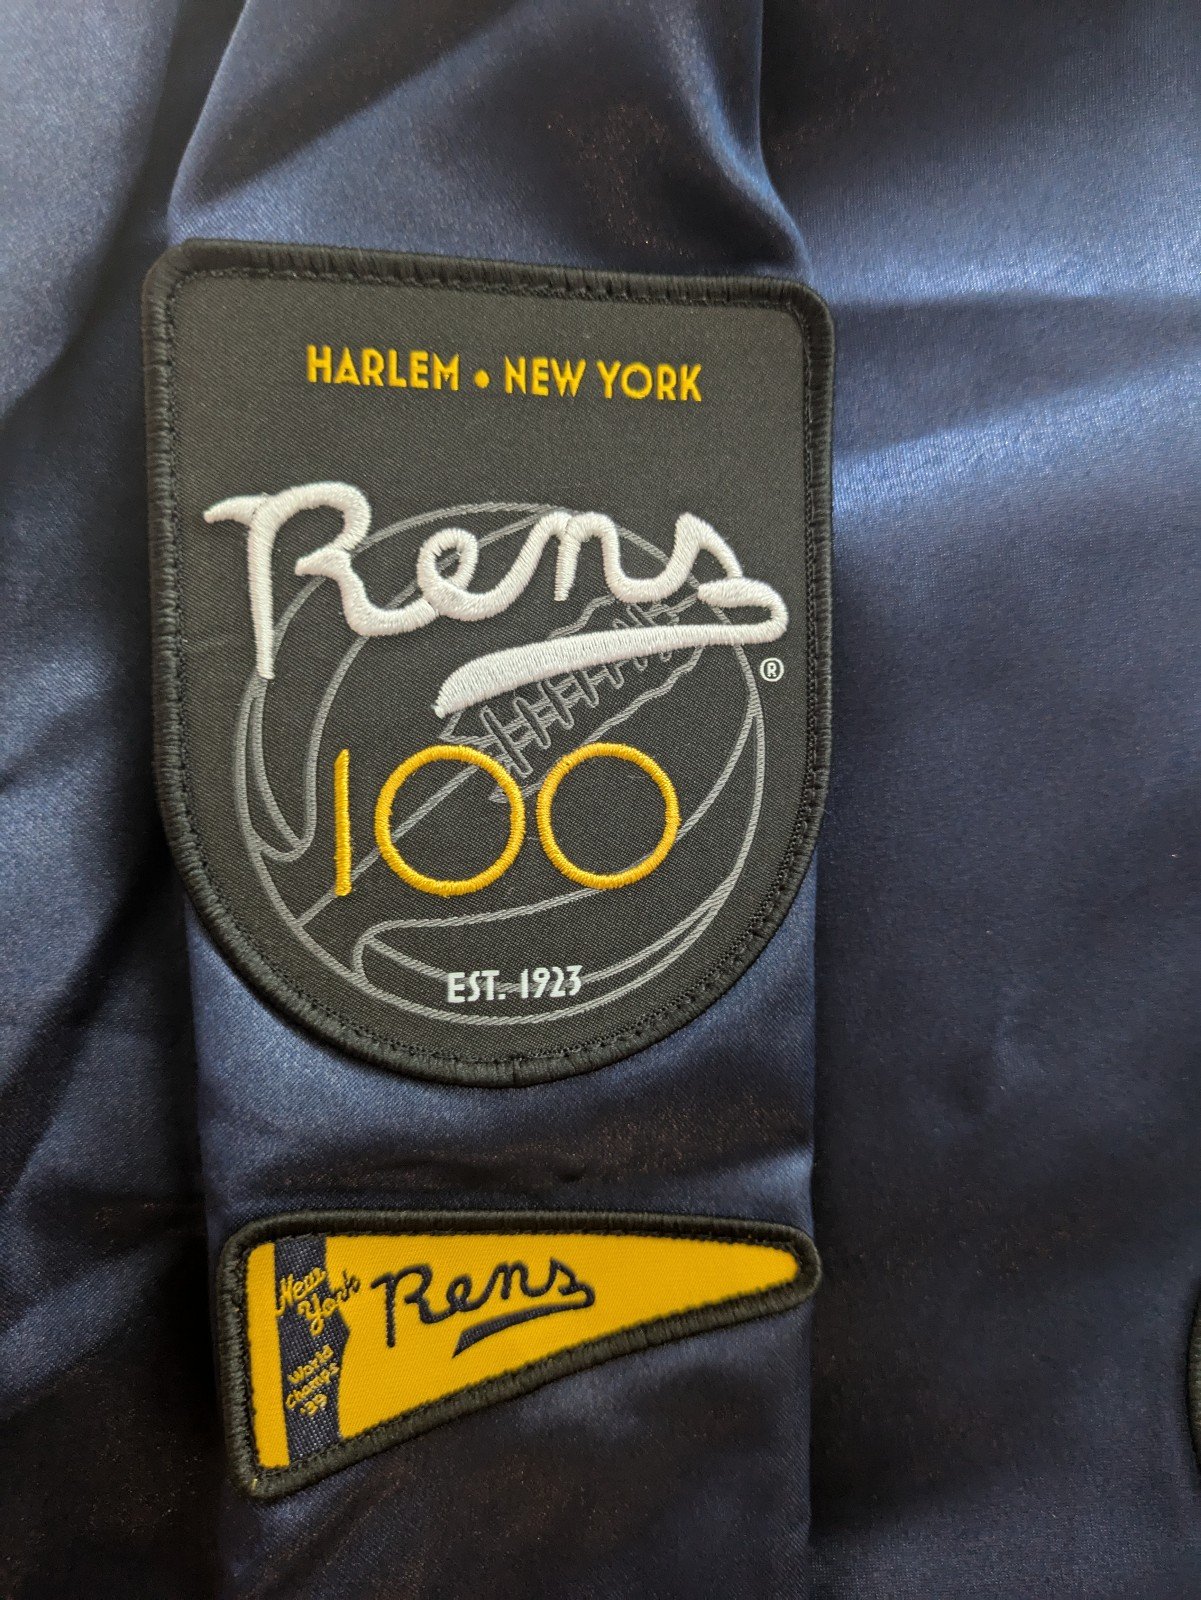 HARLEM • NEW YORK
Rens
®
100
EST. 1923
New
York
World
Champs
'39
Rens